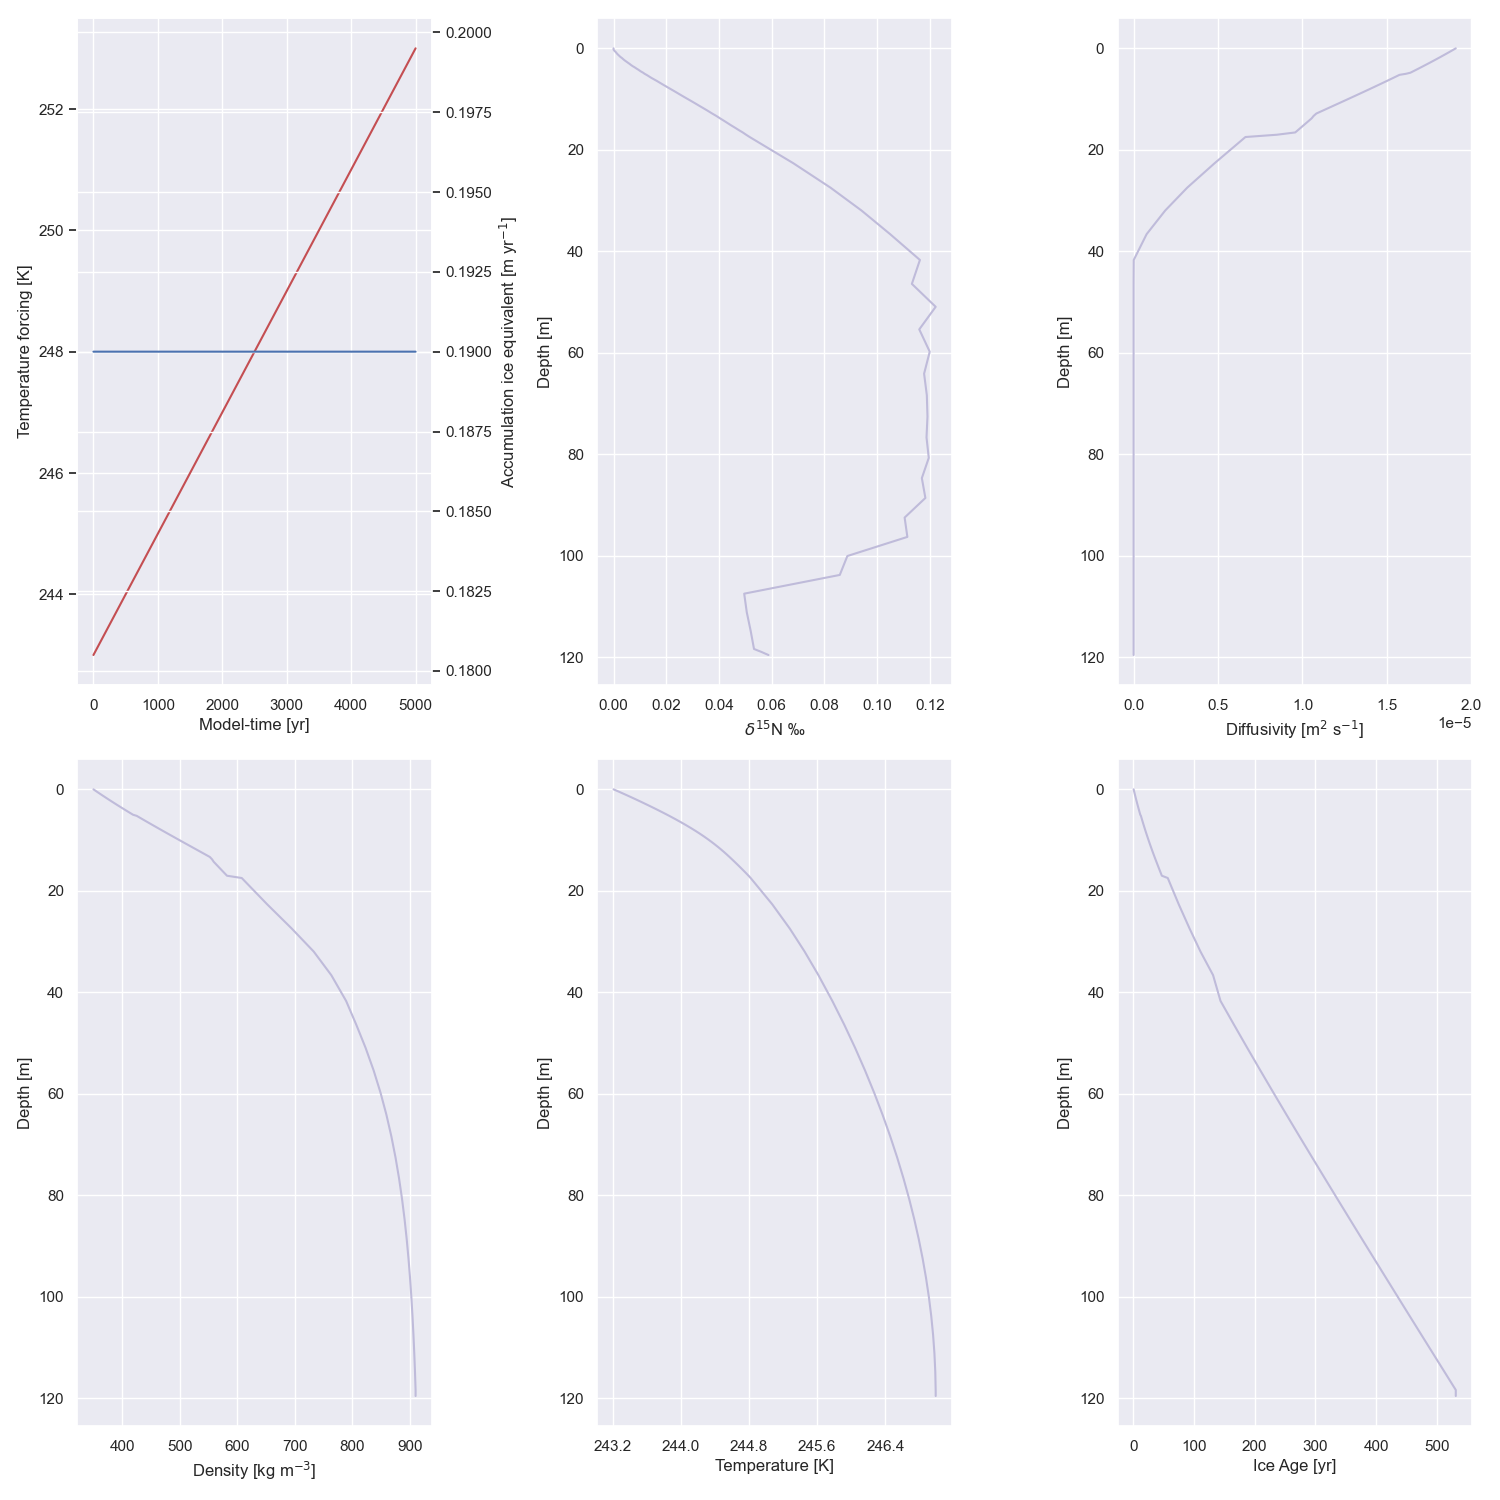 0.2000
252
0.1975
250
0.1950
Temperature forcing [K]
0.1925
248
0.1900
Accumulation ice equivalent [m yr⁻¹]
0.1875
246
0.1850
244
0.1825
0.1800
0 1000 2000 3000 4000 5000
Model-time [yr]
0
20
40
Depth [m]
60
80
100
120
0.00 0.02 0.04 0.06 0.08 0.10 0.12
δ¹⁵N ‰
0
20
40
Depth [m]
60
80
100
120
0.0 0.5 1.0 1.5 2.0
1e−5
Diffusivity [m² s⁻¹]
0
20
40
Depth [m]
60
80
100
120
400 500 600 700 800 900
Density [kg m⁻³]
0
20
40
Depth [m]
60
80
100
120
243.2 244.0 244.8 245.6 246.4
Temperature [K]
0
20
40
Depth [m]
60
80
100
120
0 100 200 300 400 500
Ice Age [yr]